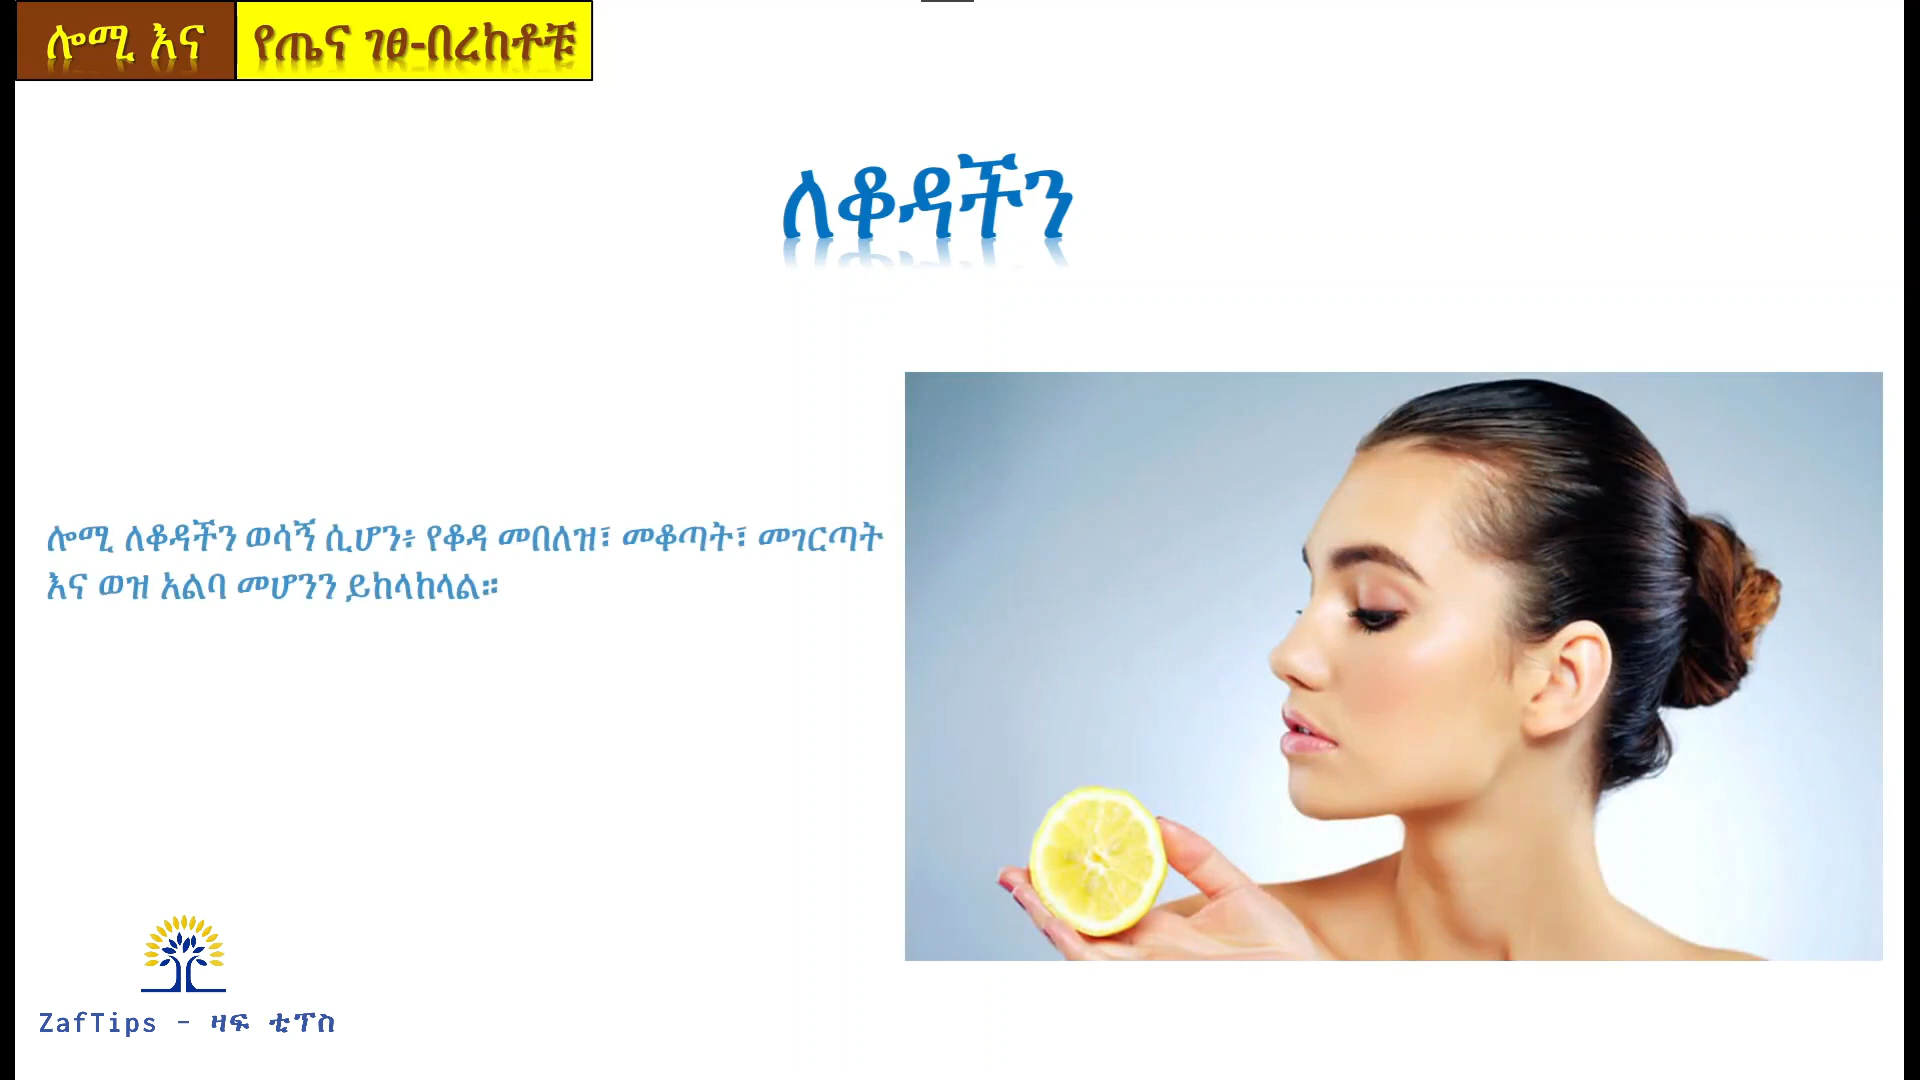 ሎሚ እና የጤና ገፀ-በረከቶቹ
ለቆዳችን
ሎሚ ለቆዳችን ወሳኝ ሲሆን፥ የቆዳ መበለዝ፣ መቆጣት፣ መገርጣት
እና ወዝ አልባ መሆንን ይከላከላል።
ZafTips - ዛፍ ቲፕስ